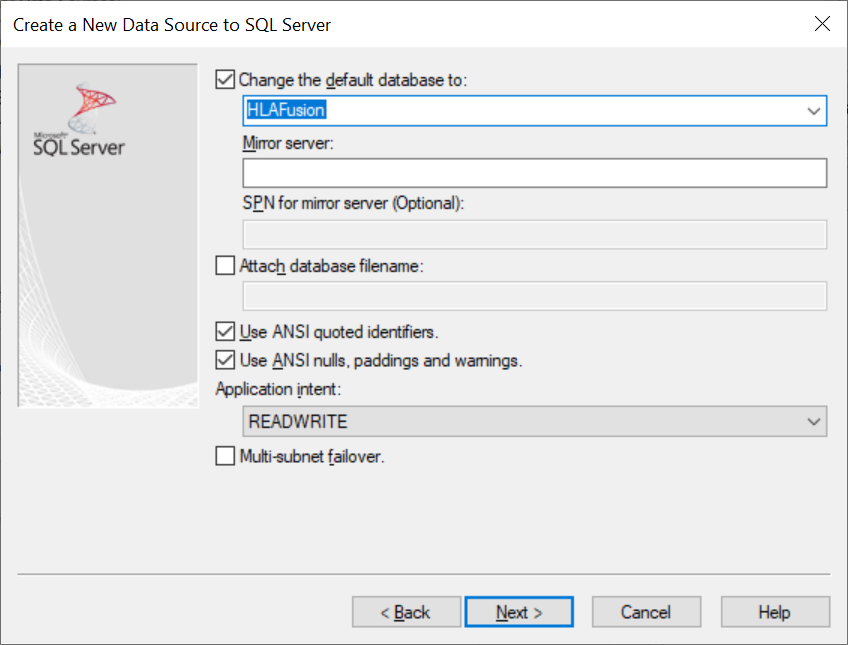 Create a New Data Source to SQL Server
Microsoft
SQL Server
Change the default database to:
HLAFusion
Mirror server:
SPN for mirror server (Optional):
Attach database filename:
Use ANSI quoted identifiers.
Use ANSI nulls, paddings and warnings.
Application intent:
READWRITE
Multi-subnet failover.
< Back
Next >
Cancel
Help